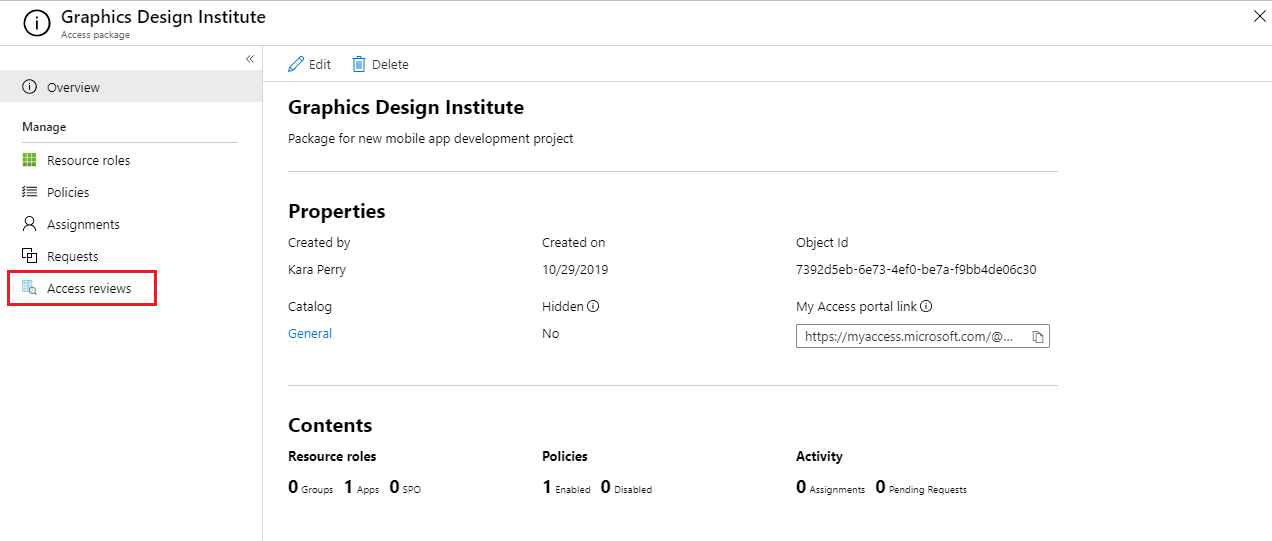 Graphics Design Institute
Access package
Edit Delete
Overview
Manage
Resource roles
Policies
Assignments
Requests
Access reviews
Graphics Design Institute
Package for new mobile app development project
Properties
Created by Created on Object Id
Kara Perry 10/29/2019 7392d5eb-6e73-4ef0-be7a-f9bb4de06c30
Catalog Hidden My Access portal link
General No https://myaccess.microsoft.com/@...
Contents
Resource roles Policies Activity
0 Groups 1 Apps 0 SPO 1 Enabled 0 Disabled 0 Assignments 0 Pending Requests